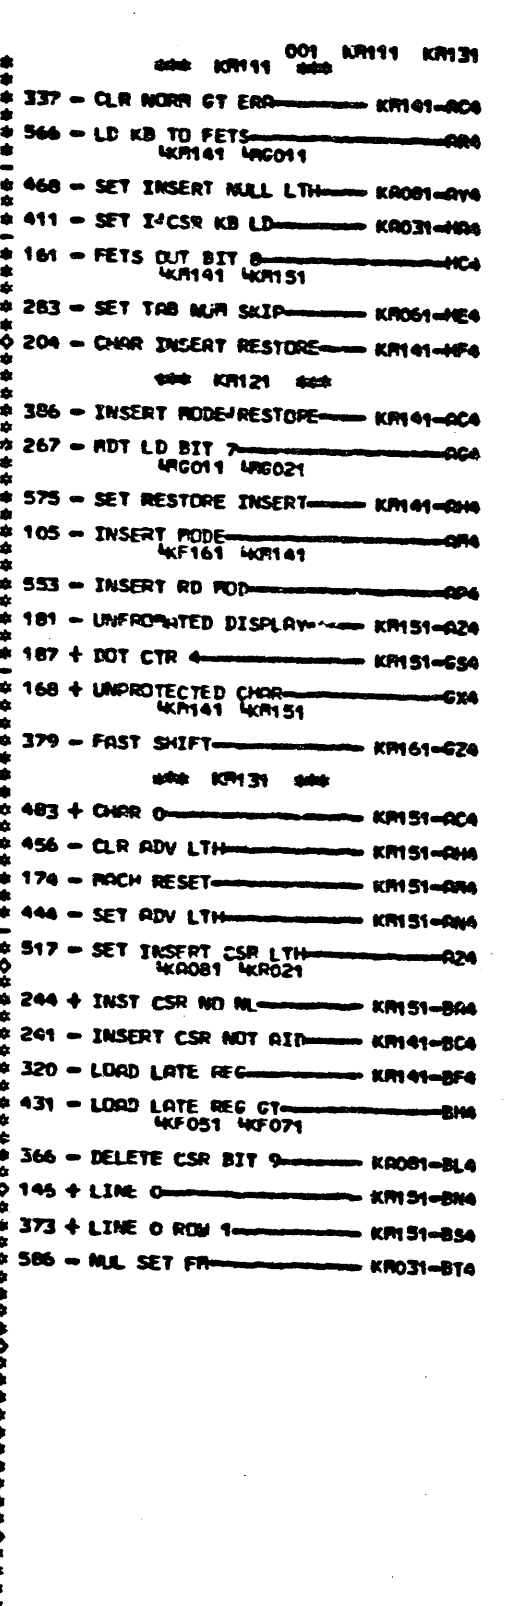 001 KM111 KM131
*** KM111 ***
337 - CLR NORM GT ERA KM141-AC4
566 - LD KB TO FETS AR4
4KM141 4MG011
468 - SET INSERT NULL LTH KA081-AY4
411 - SET I CSR KB LD KA031-HA4
161 - FETS OUT BIT 8 HC4
4KM141 4KM151
283 - SET TAB NUM SKIP KM061-HE4
204 - CHAR INSERT RESTORE KM141-HF4
*** KM121 ***
386 - INSERT MODE RESTORE KM141-AC4
267 - MDT LD BIT 7 AG4
4MG011 4MG021
575 - SET RESTORE INSERT KM141-AH4
105 - INSERT MODE AM4
4KF161 4KM141
553 - INSERT RD MOD AP4
181 - UNFROMATED DISPLAY KM151-AZ4
187 + DOT CTR 4 KM151-GS4
168 + UNPROTECTED CHAR GX4
4KM141 4KM151
379 - FAST SHIFT KM161-GZ4
*** KM131 ***
483 + CHAR 0 KM151-AC4
456 - CLR ADV LTH KM151-AH4
174 - MACH RESET KM151-AM4
444 - SET ADV LTH KM151-AN4
517 - SET INSERT CSR LTH AZ4
4KA081 4KR021
244 + INST CSR NO NL KM151-BA4
241 - INSERT CSR NOT AID KM141-BC4
320 - LOAD LATE REG KM141-BF4
431 - LOAD LATE REG GT BH4
4KF051 4KF071
366 - DELETE CSR BIT 9 KA081-BL4
145 + LINE 0 KM151-BN4
373 + LINE 0 ROW 1 KM151-BS4
586 - NUL SET FM KA031-BT4